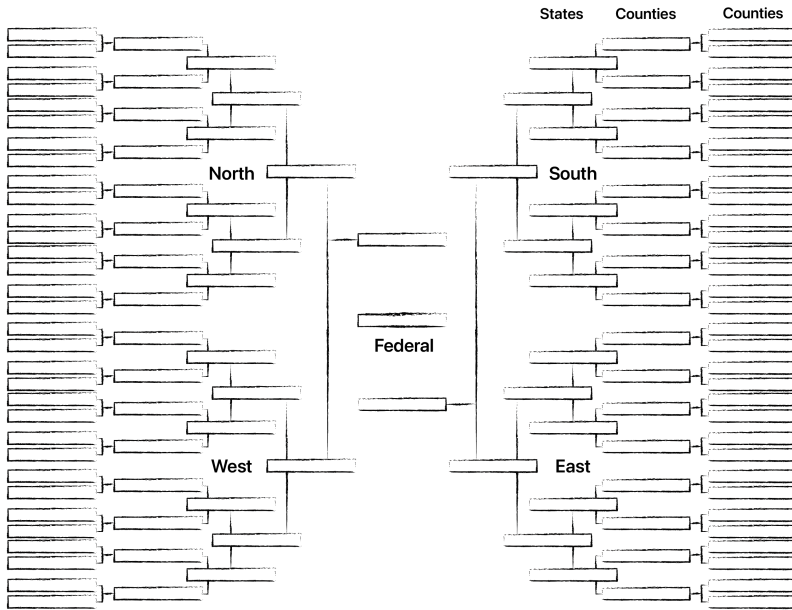 States Counties Counties
North
South
Federal
West
East